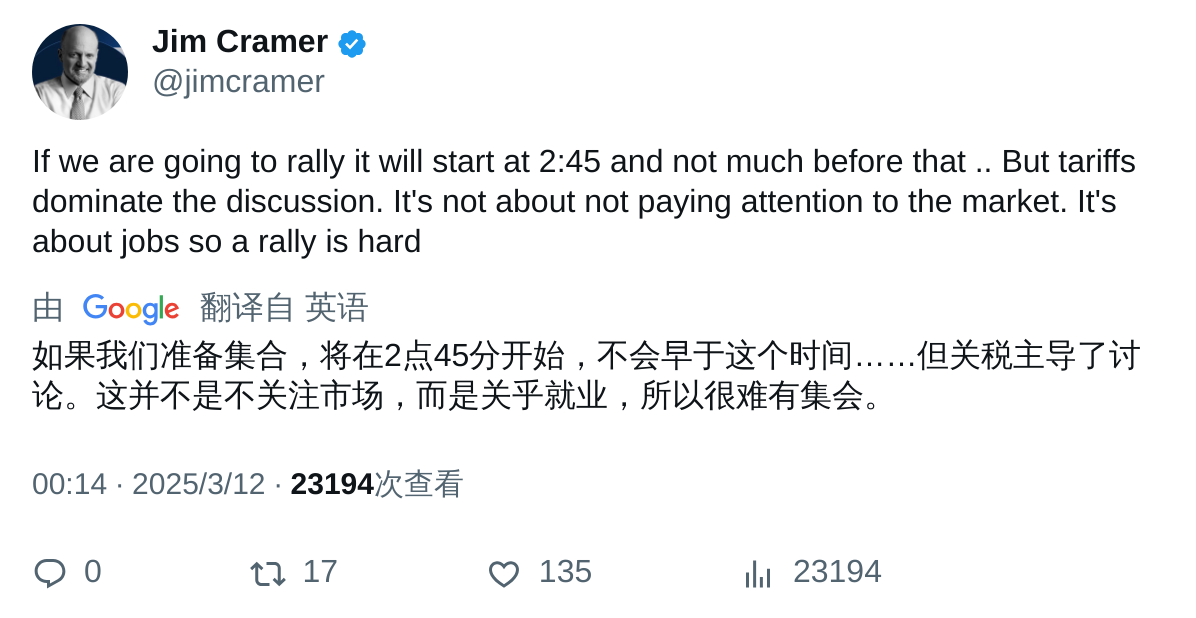 Jim Cramer
@jimcramer
If we are going to rally it will start at 2:45 and not much before that .. But tariffs
dominate the discussion. It's not about not paying attention to the market. It's
about jobs so a rally is hard
由 Google 翻译自 英语
如果我们准备集合，将在2点45分开始，不会早于这个时间……但关税主导了讨
论。这并不是不关注市场，而是关乎就业，所以很难有集会。
00:14 · 2025/3/12 · 23194次查看
0 17 135 23194